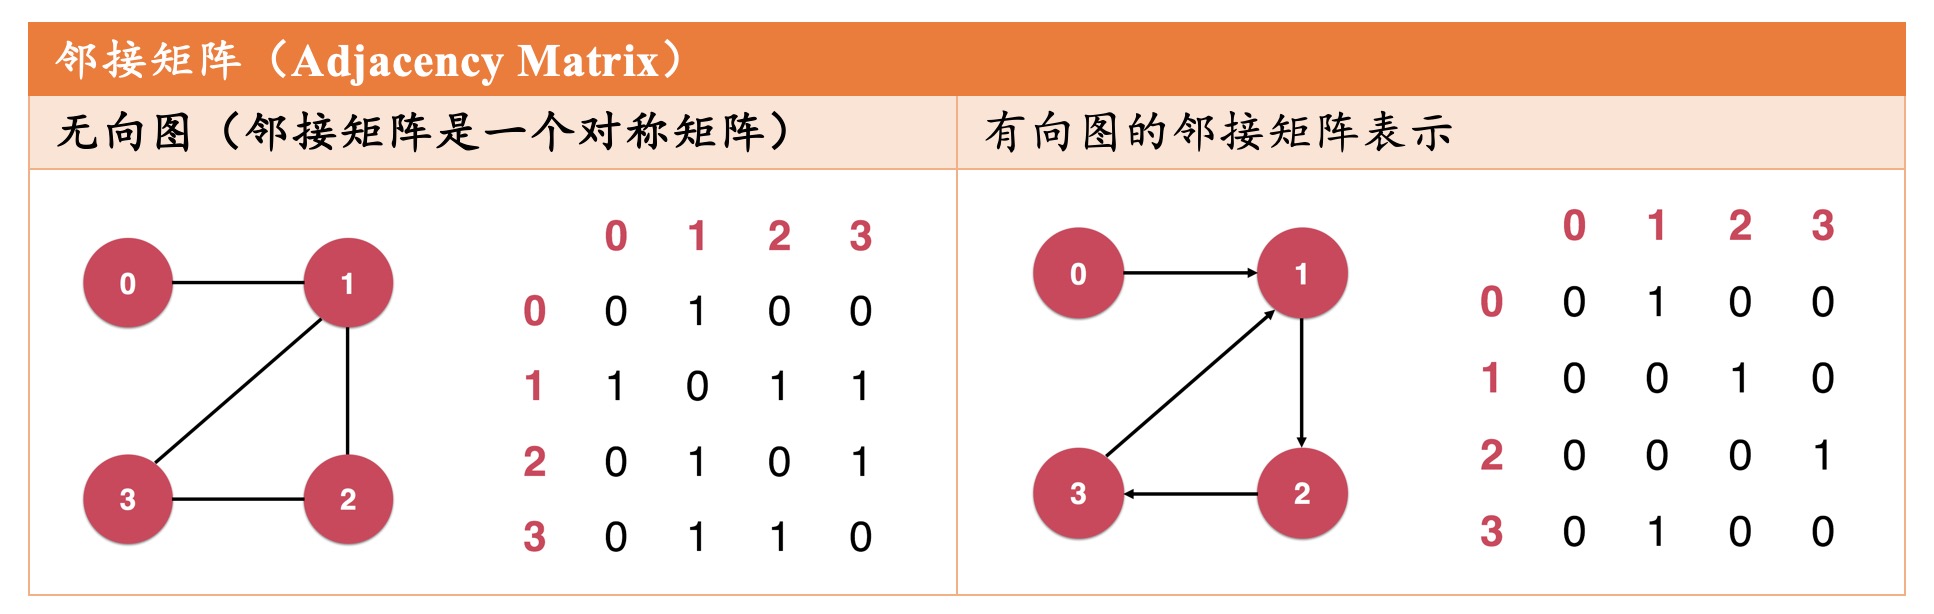 邻接矩阵（Adjacency Matrix）
无向图（邻接矩阵是一个对称矩阵）
有向图的邻接矩阵表示
0 1
3 2
0 1 2 3
0 0 1 0 0
1 1 0 1 1
2 0 1 0 1
3 0 1 1 0
0 1
3 2
0 1 2 3
0 0 1 0 0
1 0 0 1 0
2 0 0 0 1
3 0 1 0 0